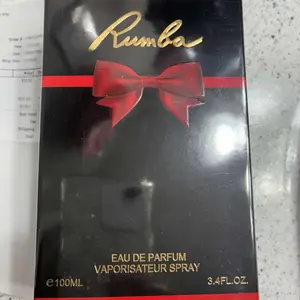 Rumba
EAU DE PARFUM
VAPORISATEUR SPRAY
℮100ML 3.4FL.OZ.